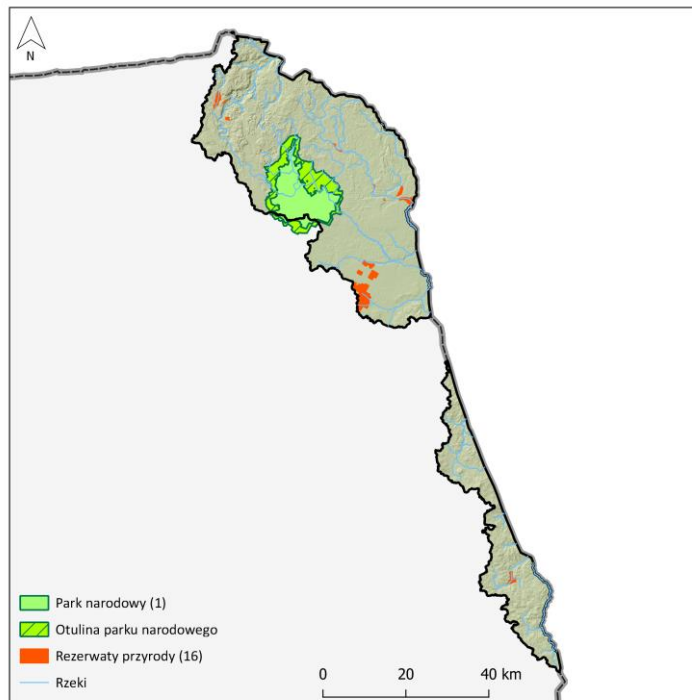 N
Park narodowy (1)
Otulina parku narodowego
Rezerwaty przyrody (16)
Rzeki
0 20 40 km